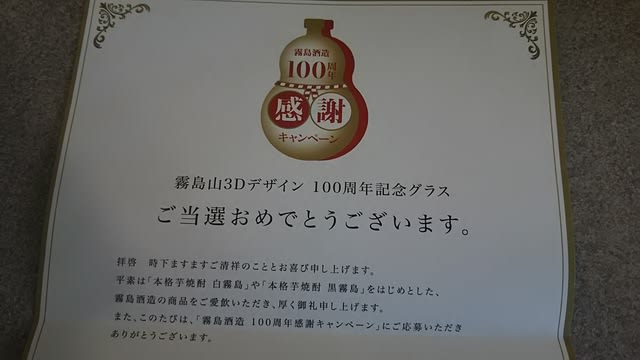 霧島酒造
100周年
感謝
キャンペーン
霧島山3Dデザイン 100周年記念グラス
ご当選おめでとうございます。
拝啓　時下ますますご清祥のこととお喜び申し上げます。
平素は「本格芋焼酎 白霧島」や「本格芋焼酎 黒霧島」をはじめとした、
霧島酒造の商品をご愛飲いただき、厚く御礼申し上げます。
また、このたびは、「霧島酒造 100周年感謝キャンペーン」にご応募いただき
ありがとうございます。